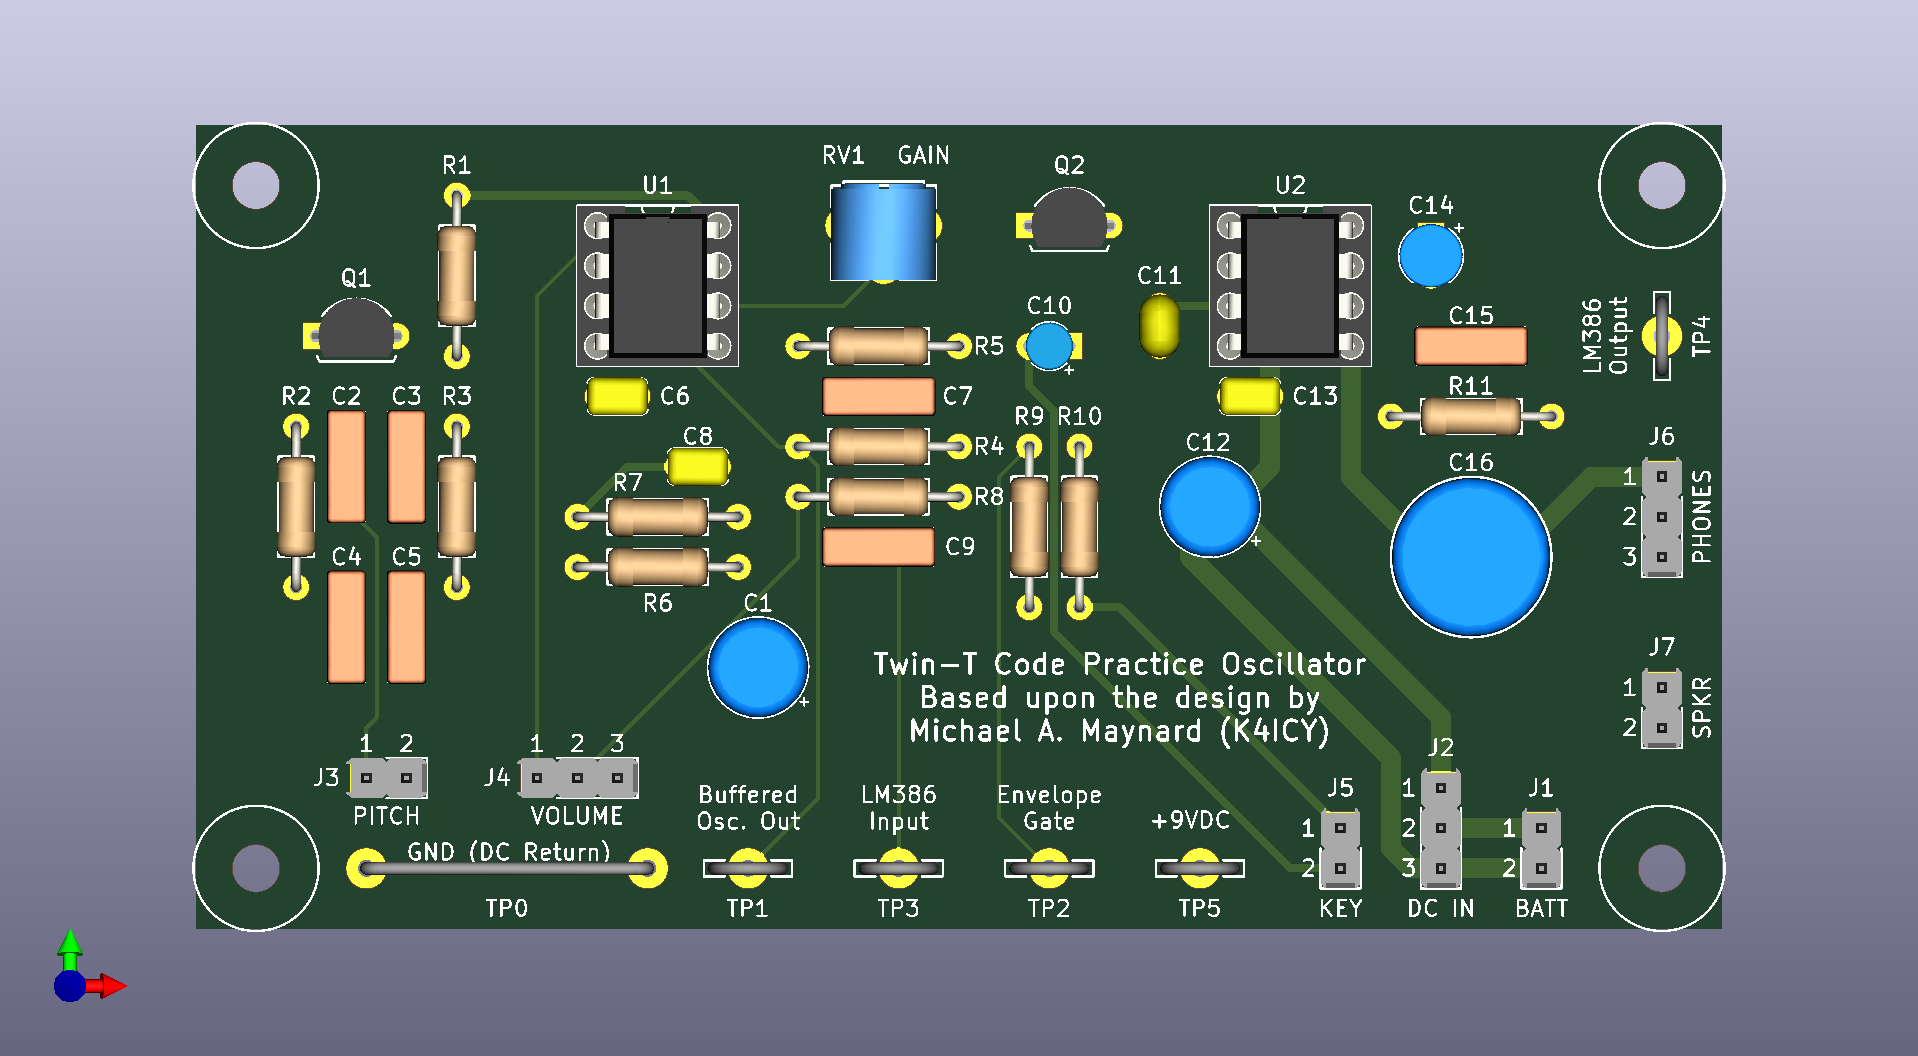 RV1 GAIN
R1
Q2
U1
U2
C14
+
Q1
C11
C10
+
LM386
Output
TP4
C15
R5
R2
C2
C3
R3
C6
C7
C13
R11
R9
R10
C8
R4
C12
J6
C16
R7
R8
1
2
3
PHONES
+
C4
C5
C9
R6
C1
+
Twin-T Code Practice Oscillator
Based upon the design by
Michael A. Maynard (K4ICY)
J7
1
2
SPKR
1 2
J3
PITCH
1 2 3
J4
VOLUME
J2
1
2
3
DC IN
J5
1
2
KEY
J1
1
2
BATT
Buffered
Osc. Out
LM386
Input
Envelope
Gate
+9VDC
GND (DC Return)
TP0
TP1
TP3
TP2
TP5